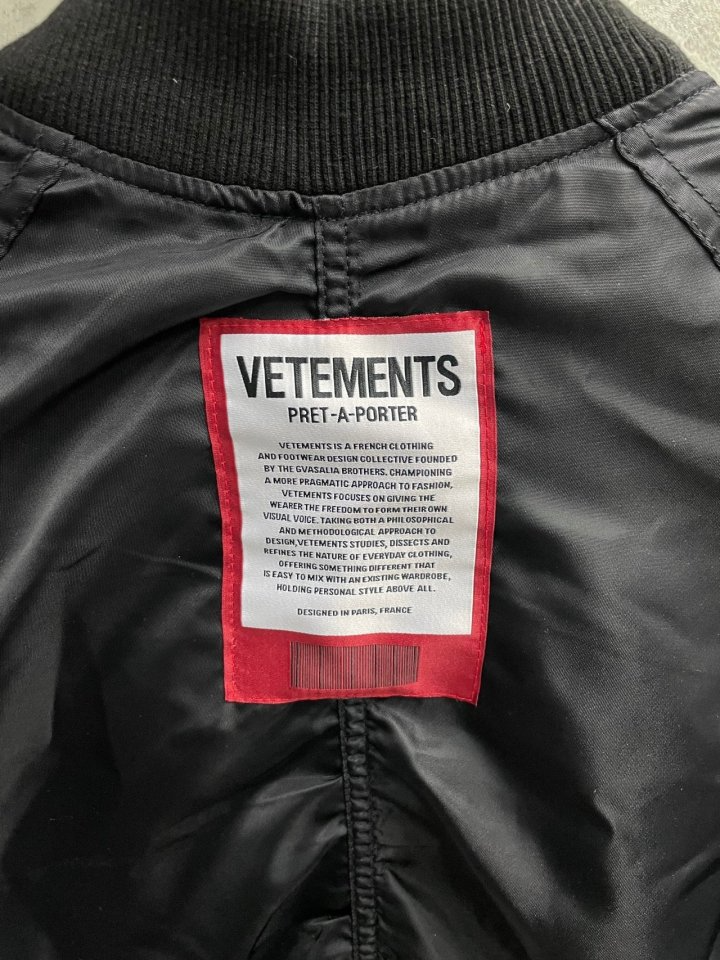 VETEMENTS
PRET-A-PORTER
VETEMENTS IS A FRENCH CLOTHING
AND FOOTWEAR DESIGN COLLECTIVE FOUNDED
BY THE GVASALIA BROTHERS. CHAMPIONING
A MORE PRAGMATIC APPROACH TO FASHION,
VETEMENTS FOCUSES ON GIVING THE
WEARER THE FREEDOM TO FORM THEIR OWN
VISUAL VOICE. TAKING BOTH A PHILOSOPHICAL
AND METHODOLOGICAL APPROACH TO
DESIGN,VETEMENTS STUDIES, DISSECTS AND
REFINES THE NATURE OF EVERYDAY CLOTHING,
OFFERING SOMETHING DIFFERENT THAT
IS EASY TO MIX WITH AN EXISTING WARDROBE,
HOLDING PERSONAL STYLE ABOVE ALL.
DESIGNED IN PARIS, FRANCE